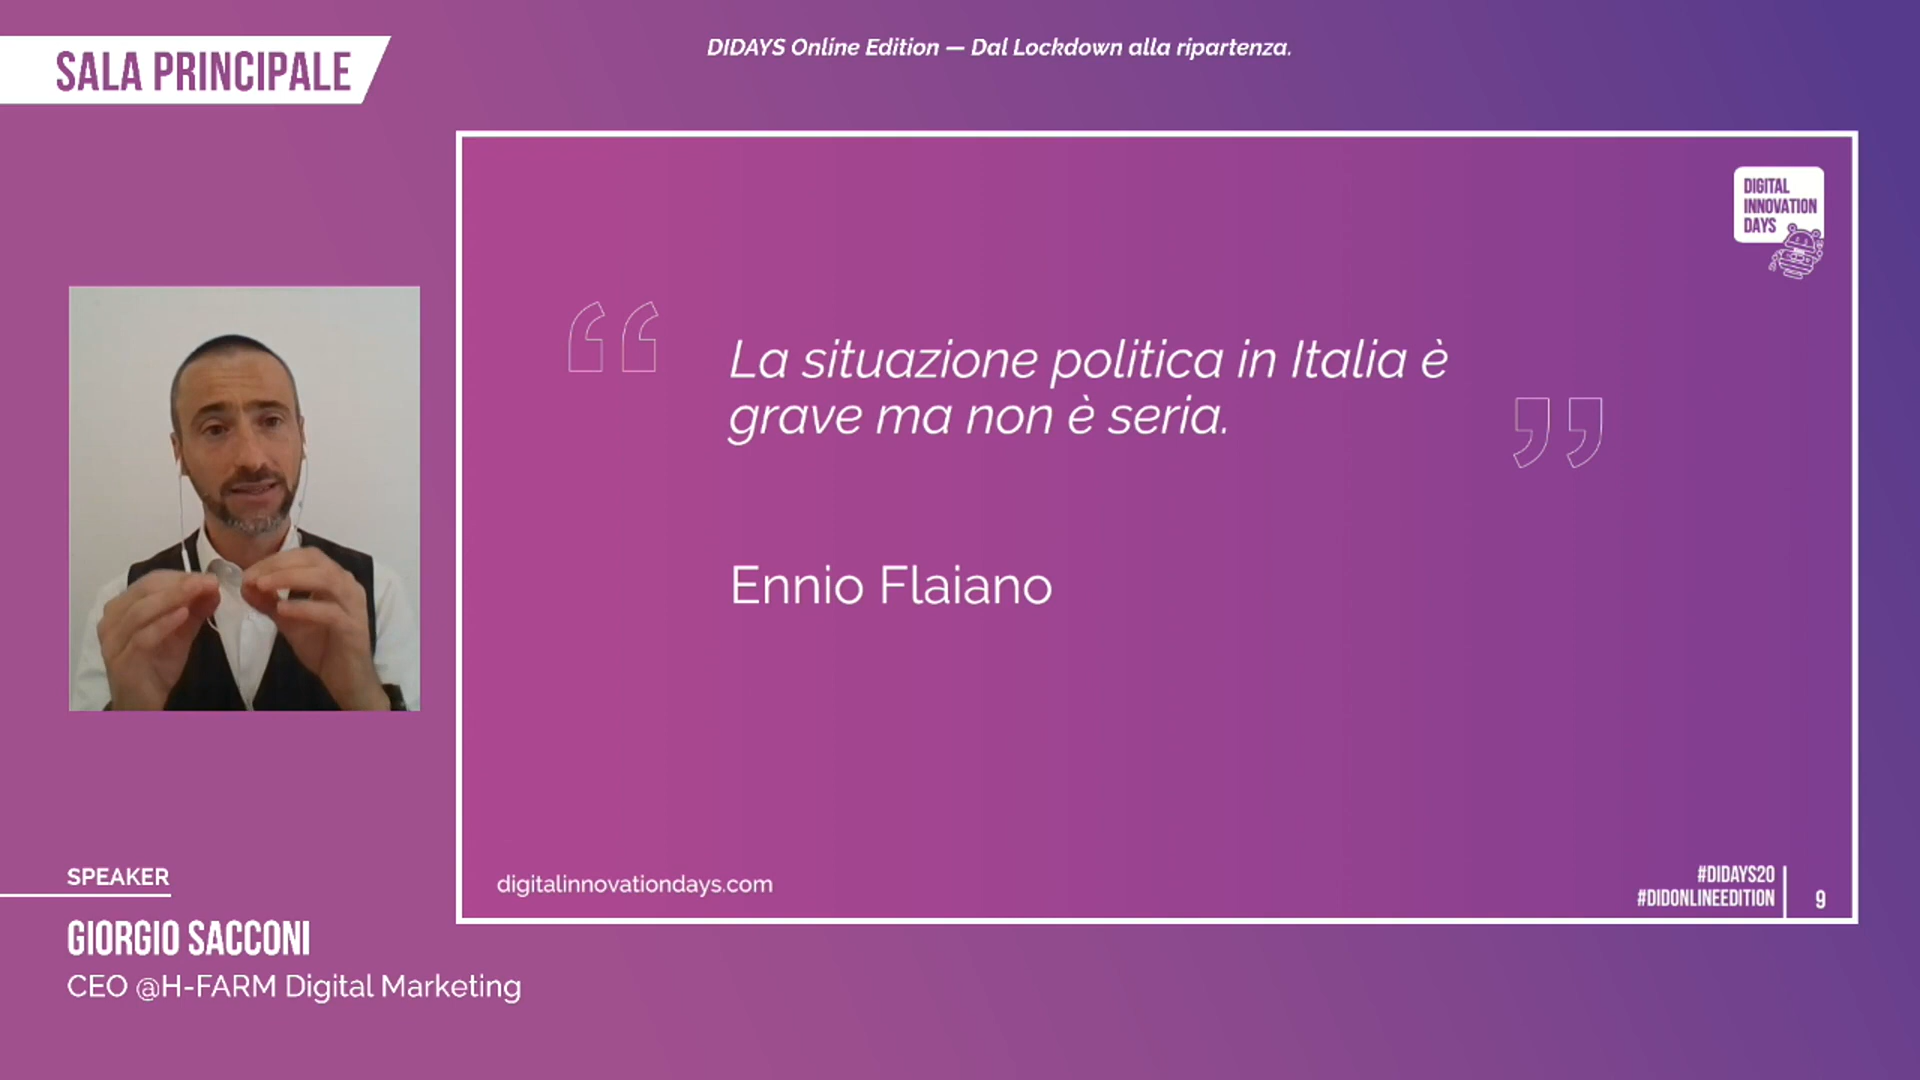 SALA PRINCIPALE
DIDAYS Online Edition — Dal Lockdown alla ripartenza.
DIGITAL
INNOVATION
DAYS
“
La situazione politica in Italia è
grave ma non è seria.
”
Ennio Flaiano
digitalinnovationdays.com
#DIDAYS20
#DIDONLINEEDITION
9
SPEAKER
GIORGIO SACCONI
CEO @H-FARM Digital Marketing